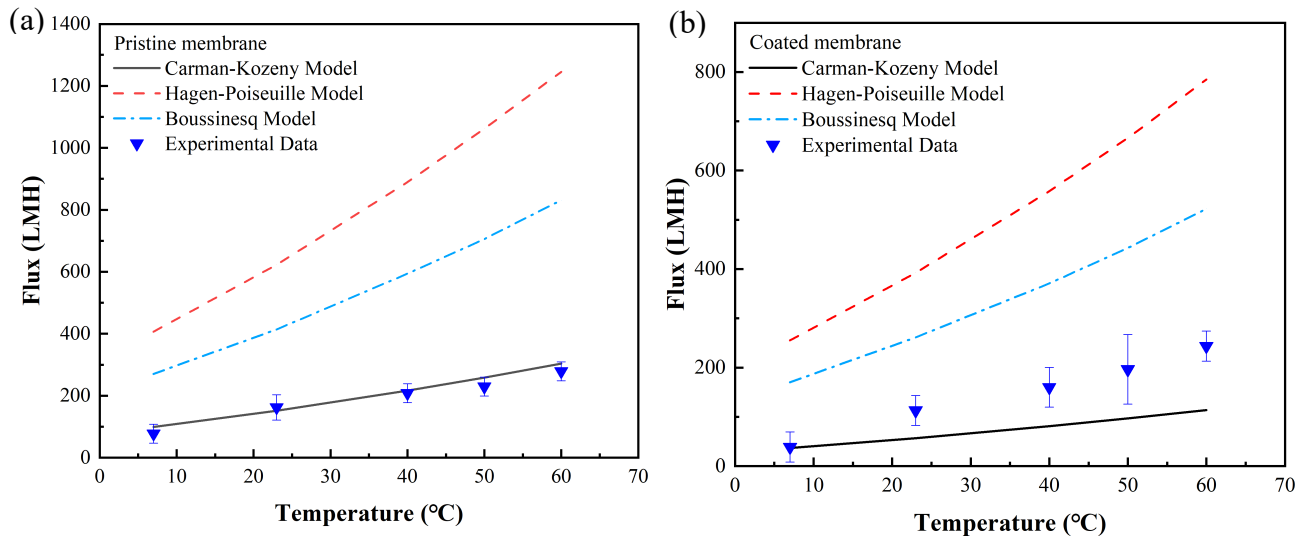 (a)
Pristine membrane
Carman-Kozeny Model
Hagen-Poiseuille Model
Boussinesq Model
Experimental Data
1400
1200
1000
800
600
400
200
0
Flux (LMH)
0 10 20 30 40 50 60 70
Temperature (℃)
(b)
Coated membrane
Carman-Kozeny Model
Hagen-Poiseuille Model
Boussinesq Model
Experimental Data
800
600
400
200
0
Flux (LMH)
0 10 20 30 40 50 60 70
Temperature (℃)